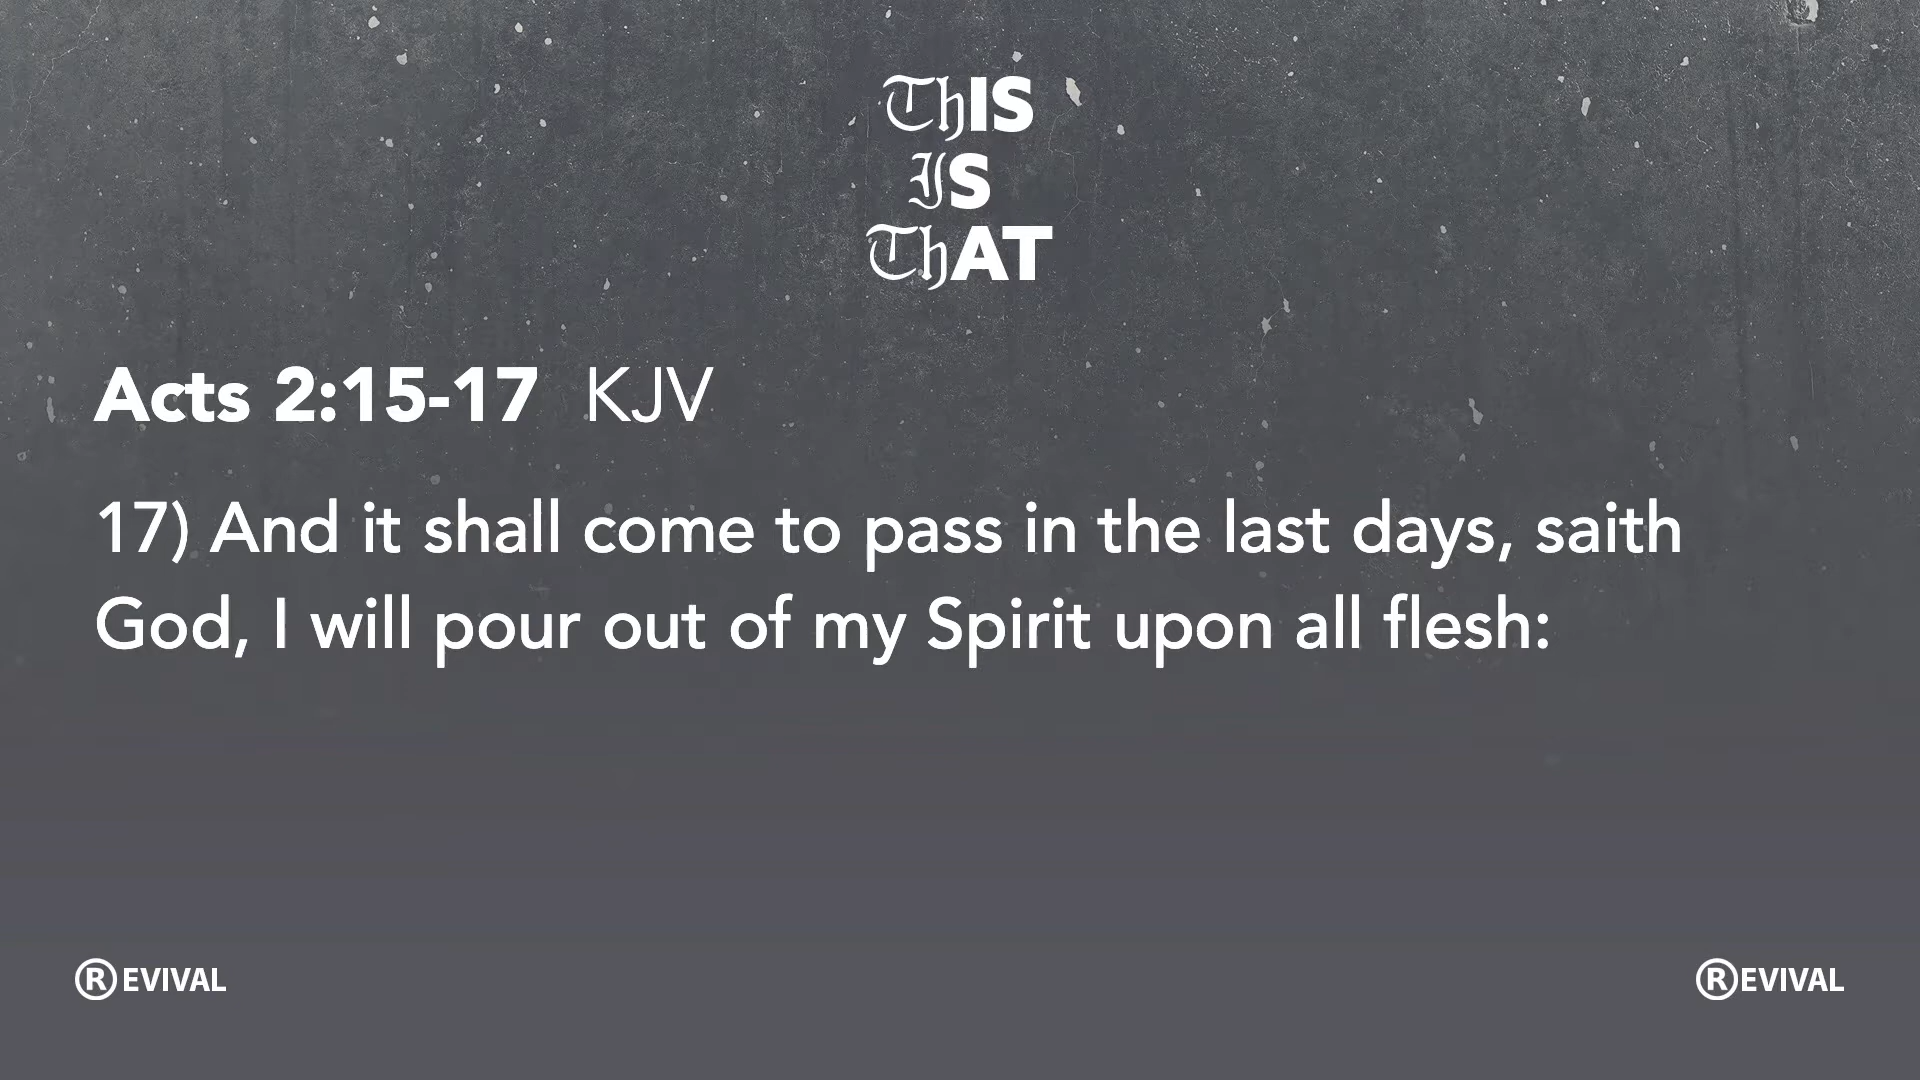 ThIS
IS
ThAT
Acts 2:15-17 KJV
17) And it shall come to pass in the last days, saith
God, I will pour out of my Spirit upon all flesh:
REVIVAL
REVIVAL